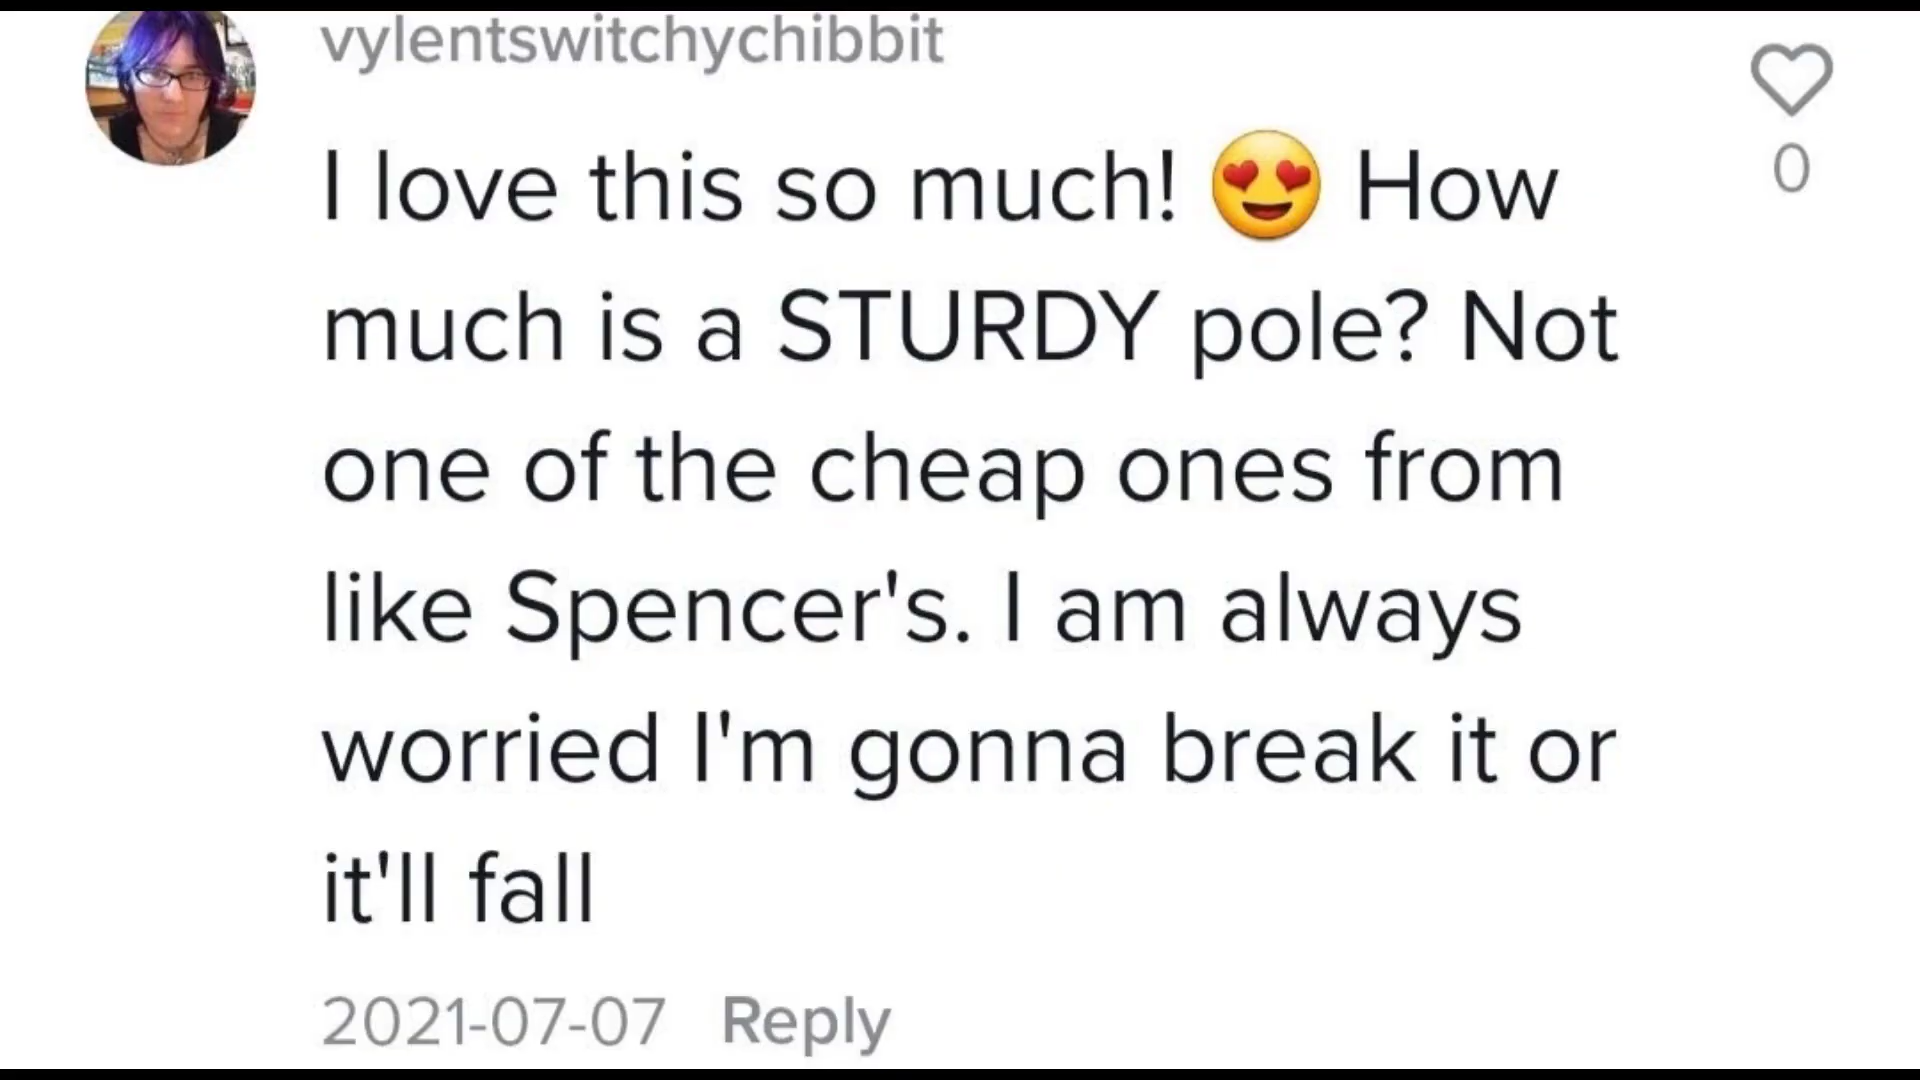 vylentswitchychibbit
I love this so much! 😍 How
0
much is a STURDY pole? Not
one of the cheap ones from
like Spencer's. I am always
worried I'm gonna break it or
it'll fall
2021-07-07 Reply